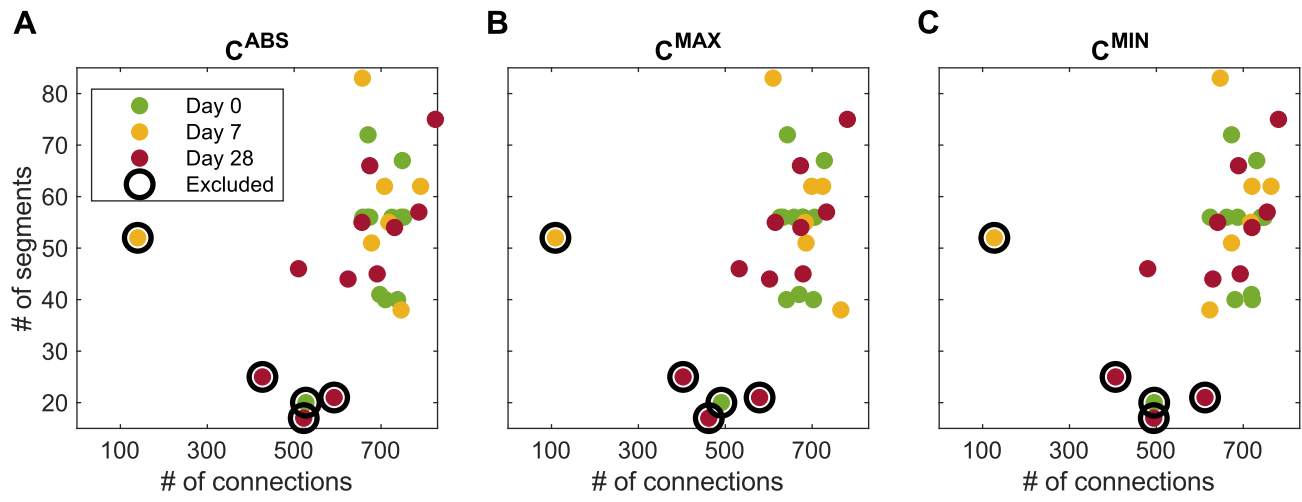 A
B
C
C^ABS
C^MAX
C^MIN
80
70
60
50
40
30
20
# of segments
Day 0
Day 7
Day 28
Excluded
100 300 500 700
100 300 500 700
100 300 500 700
# of connections
# of connections
# of connections